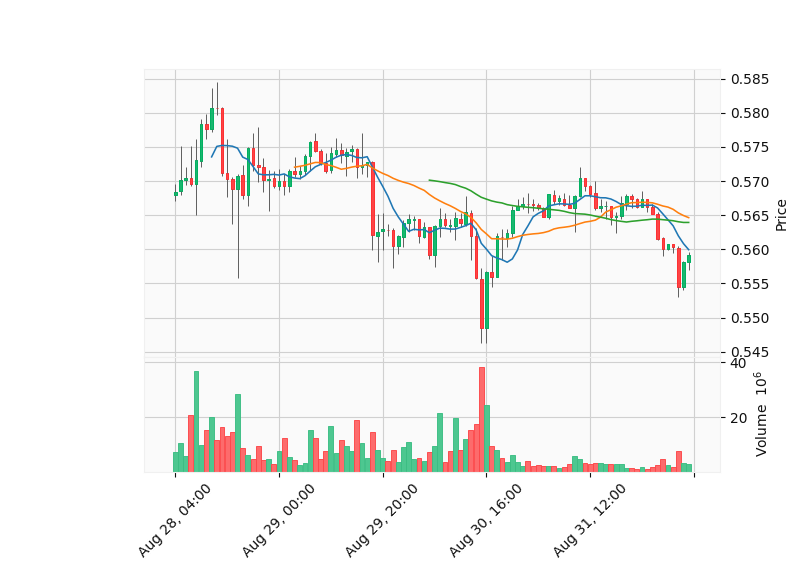 0.585
0.580
0.575
0.570
0.565
0.560
0.555
0.550
0.545
Price
40
20
Volume 10^6
Aug 28, 04:00
Aug 29, 00:00
Aug 29, 20:00
Aug 30, 16:00
Aug 31, 12:00